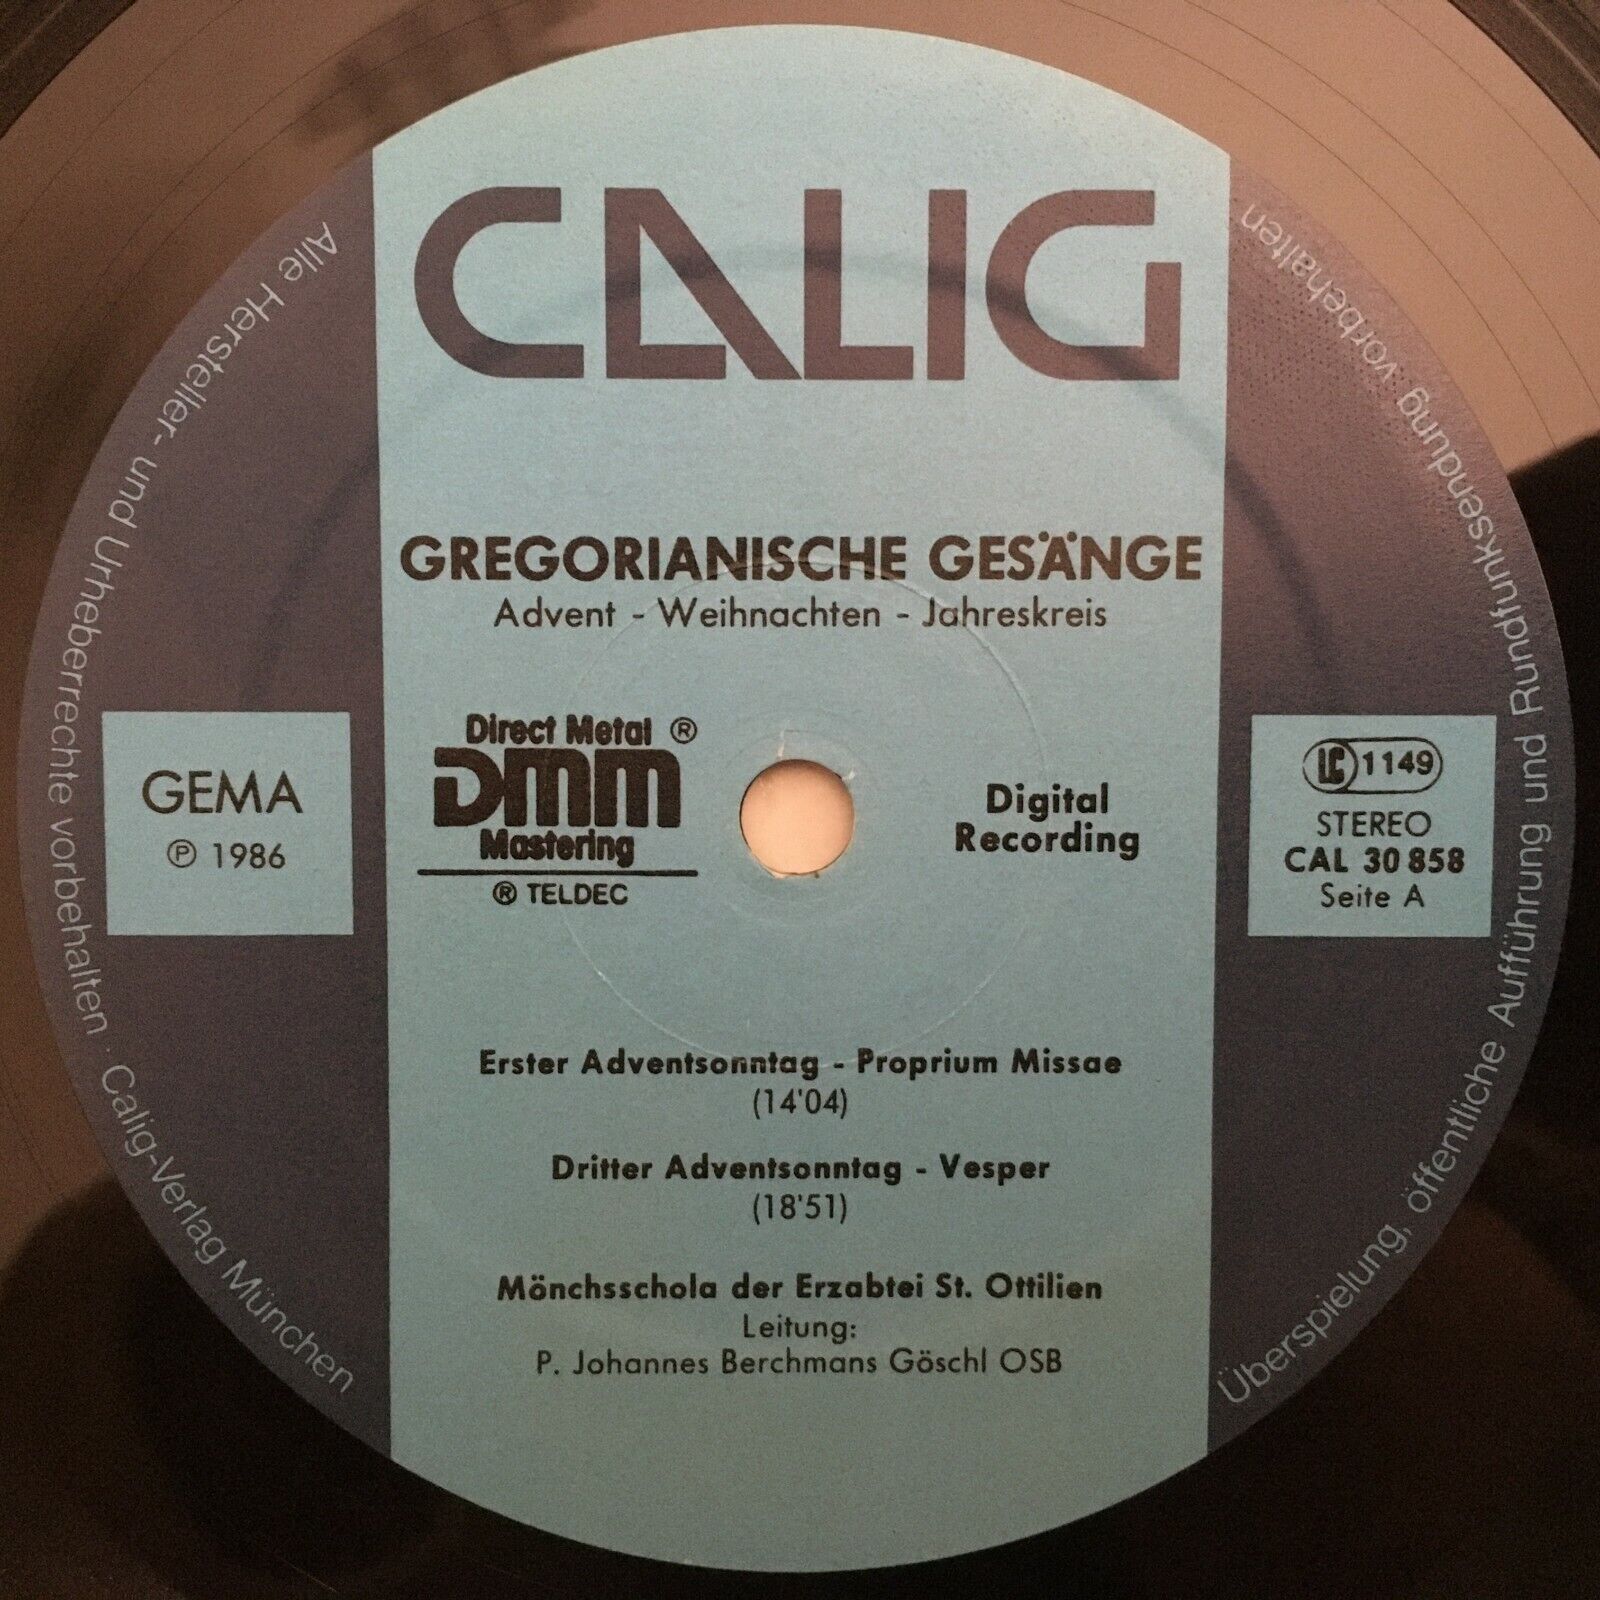 CALIG
GREGORIANISCHE GESÄNGE
Advent - Weihnachten - Jahreskreis
GEMA
℗ 1986
Direct Metal ®
DMM
Mastering
® TELDEC
Digital
Recording
LC 1149
STEREO
CAL 30 858
Seite A
Erster Adventsonntag - Proprium Missae
(14'04)
Dritter Adventsonntag - Vesper
(18'51)
Mönchsschola der Erzabtei St. Ottilien
Leitung:
P. Johannes Berchmans Göschl OSB
Alle Hersteller- und Urheberrechte vorbehalten · Calig-Verlag München
Überspielung, öffentliche Aufführung und Rundfunksendung vorbehalten